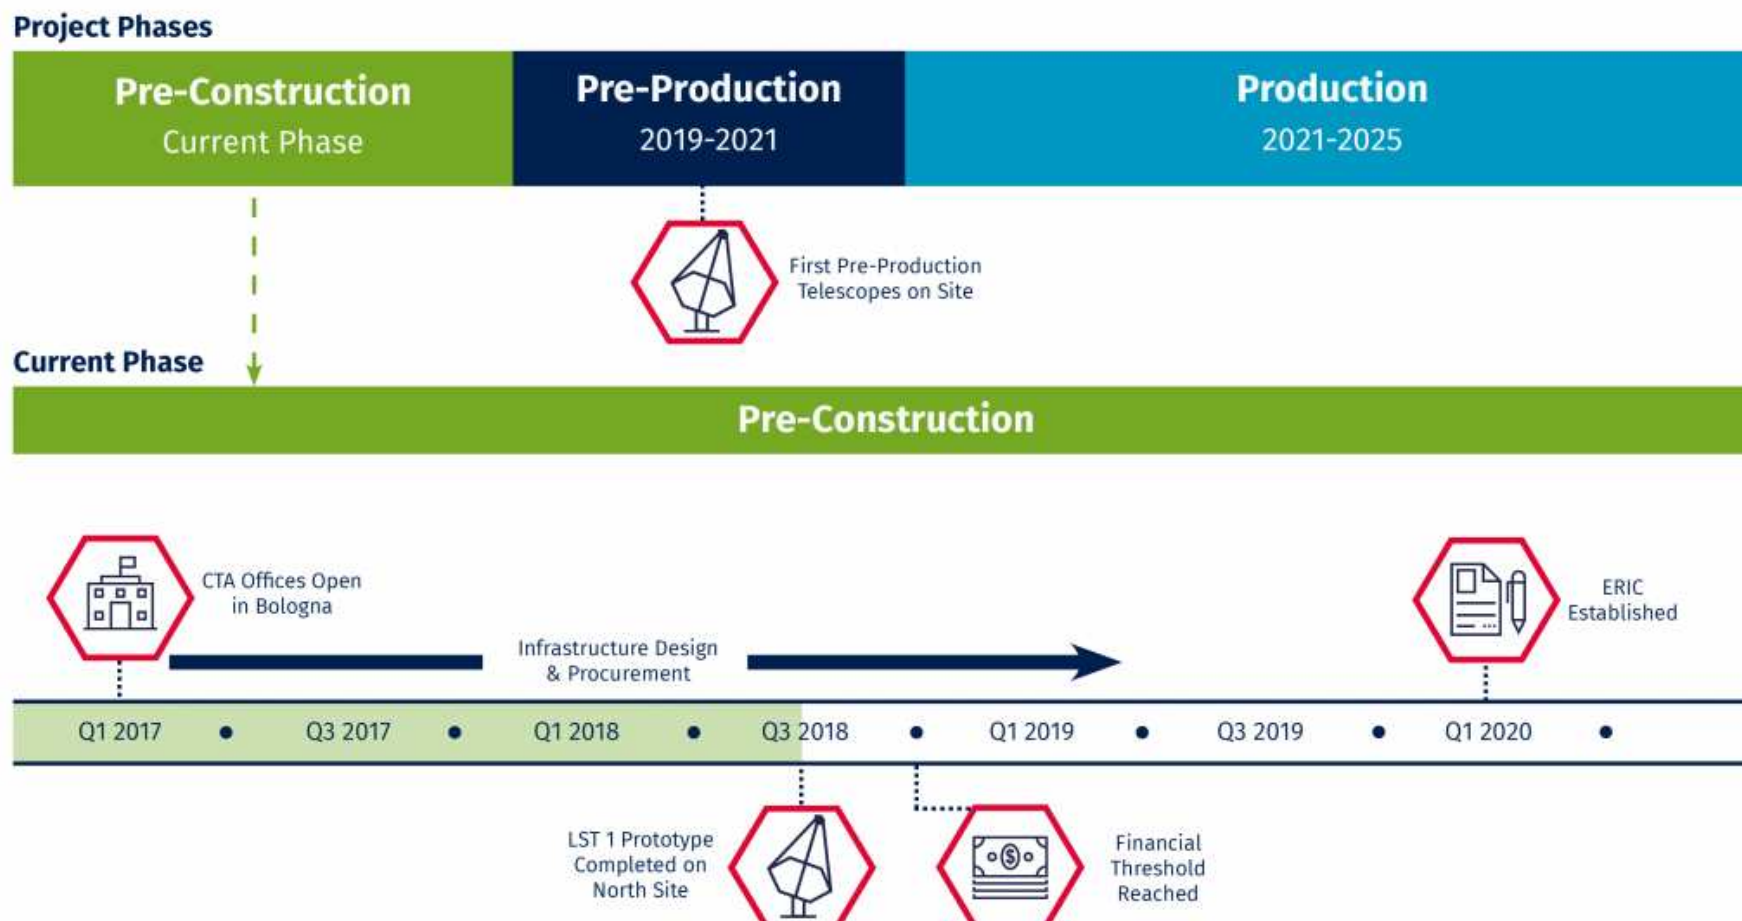 Project Phases
Pre-Construction
Current Phase
Pre-Production
2019-2021
Production
2021-2025
First Pre-Production
Telescopes on Site
Current Phase
Pre-Construction
CTA Offices Open
in Bologna
Infrastructure Design
& Procurement
ERIC
Established
Q1 2017 • Q3 2017 • Q1 2018 • Q3 2018 • Q1 2019 • Q3 2019 • Q1 2020 •
LST 1 Prototype
Completed on
North Site
$
Financial
Threshold
Reached